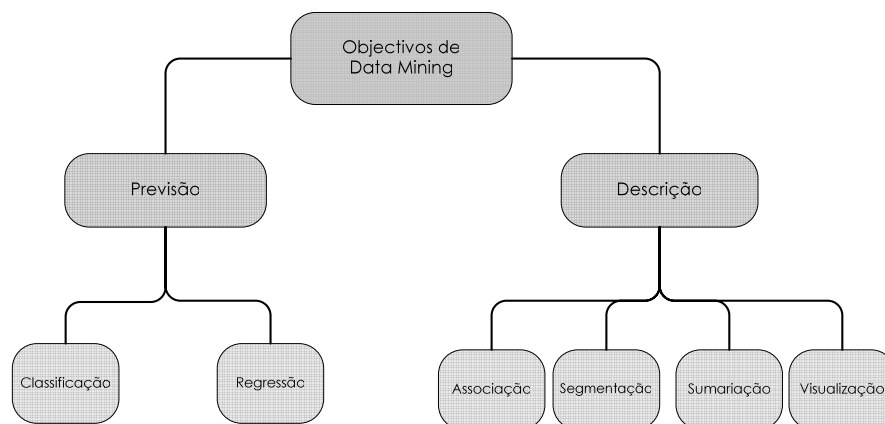 Objectivos de
Data Mining
Previsão
Descrição
Classificação
Regressão
Associação
Segmentação
Sumariação
Visualização